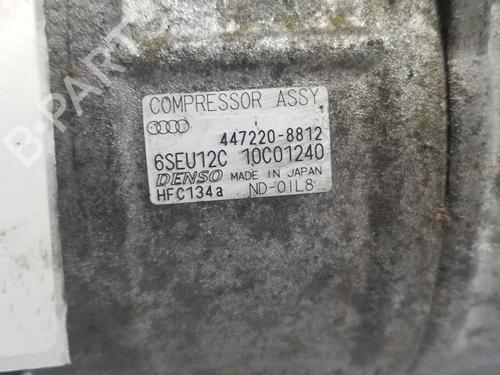 B-PARTS
COMPRESSOR ASSY
447220-8812
6SEU12C 10C01240
DENSO MADE IN JAPAN
HFC134a ND-OIL8